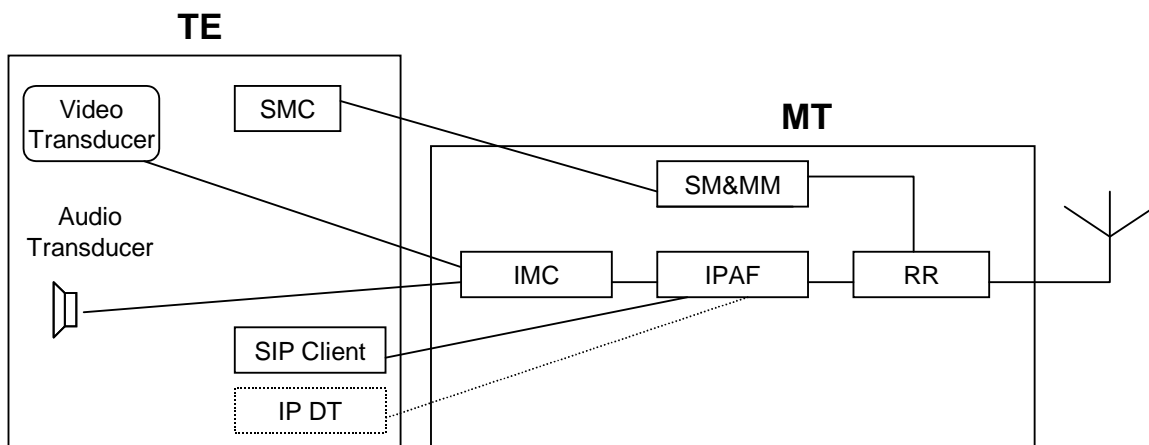 TE
Video
Transducer
SMC
MT
SM&MM
Audio
Transducer
IMC
IPAF
RR
SIP Client
IP DT